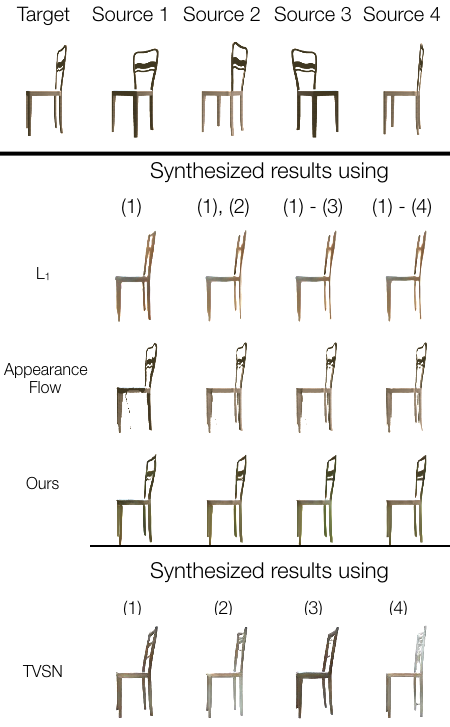 Target Source 1 Source 2 Source 3 Source 4
Synthesized results using
(1) (1), (2) (1) - (3) (1) - (4)
L₁
Appearance
Flow
Ours
Synthesized results using
(1) (2) (3) (4)
TVSN